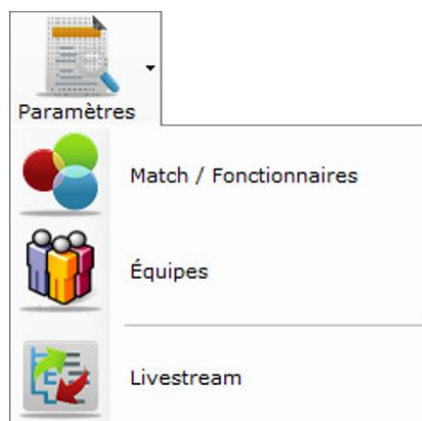 Paramètres
Match / Fonctionnaires
Équipes
Livestream